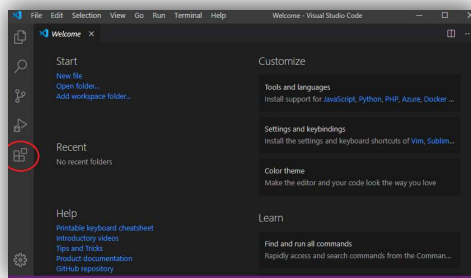 File Edit Selection View Go Run Terminal Help Welcome - Visual Studio Code
Welcome
Start
New file
Open folder...
Add workspace folder...
Recent
No recent folders
Help
Printable keyboard cheatsheet
Introductory videos
Tips and Tricks
Product documentation
GitHub repository
Customize
Tools and languages
Install support for JavaScript, Python, PHP, Azure, Docker ...
Settings and keybindings
Install the settings and keyboard shortcuts of Vim, Sublim...
Color theme
Make the editor and your code look the way you love
Learn
Find and run all commands
Rapidly access and search commands from the Comman...